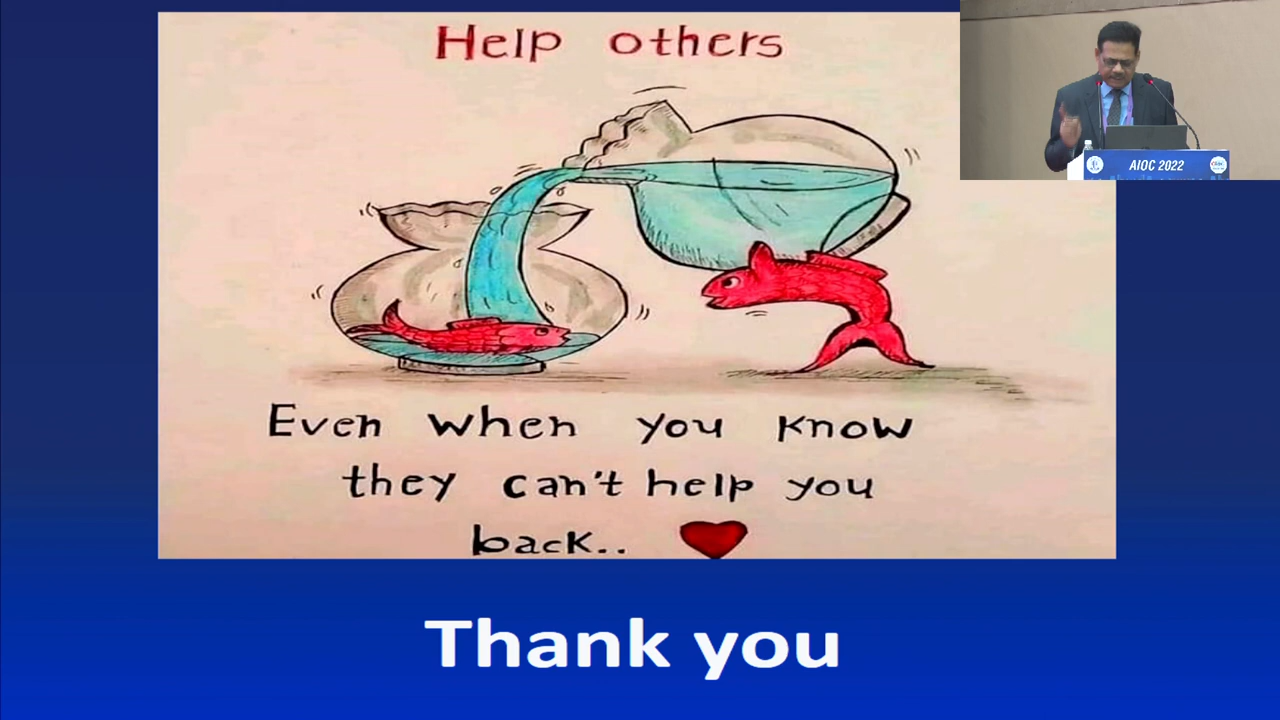 Help others
AIOC 2022
Even when you know
they can't help you
back..
Thank you